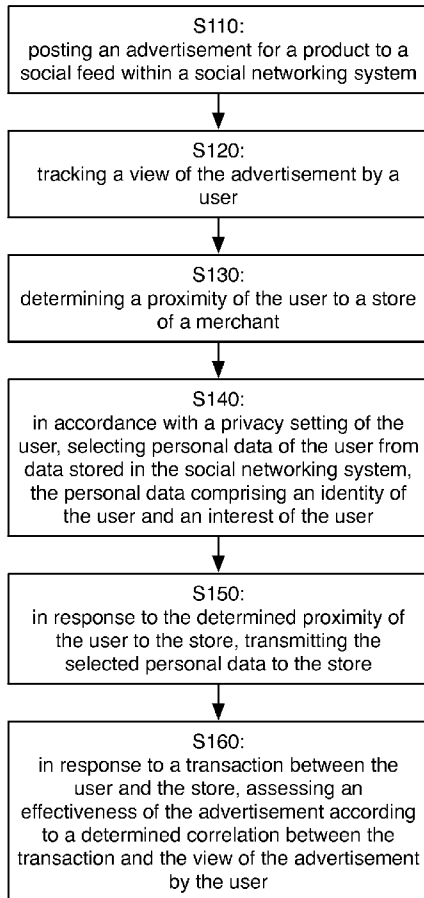 S110:
posting an advertisement for a product to a
social feed within a social networking system
S120:
tracking a view of the advertisement by a
user
S130:
determining a proximity of the user to a store
of a merchant
S140:
in accordance with a privacy setting of the
user, selecting personal data of the user from
data stored in the social networking system,
the personal data comprising an identity of
the user and an interest of the user
S150:
in response to the determined proximity of
the user to the store, transmitting the
selected personal data to the store
S160:
in response to a transaction between the
user and the store, assessing an
effectiveness of the advertisement according
to a determined correlation between the
transaction and the view of the advertisement
by the user